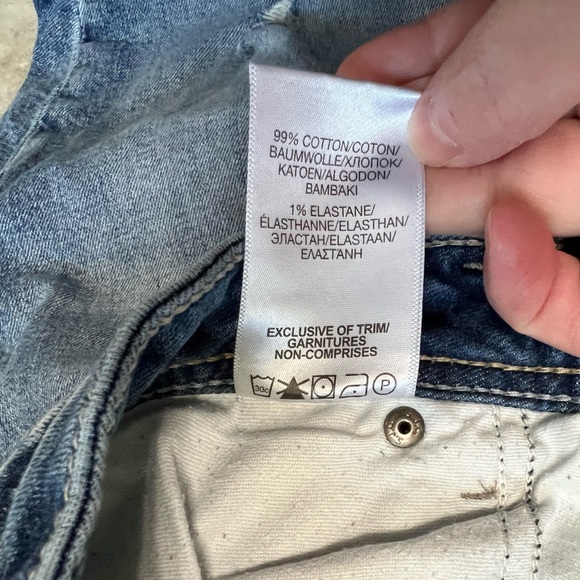 99% COTTON/COTON/
BAUMWOLLE/ХЛОПОК/
KATOEN/ALGODON/
BAMBAKI
1% ELASTANE/
ÉLASTHANNE/ELASTHAN/
ЭЛАСТАН/ELASTAAN/
ΕΛΑΣΤΑΝΗ
EXCLUSIVE OF TRIM/
GARNITURES
NON-COMPRISES
30c P